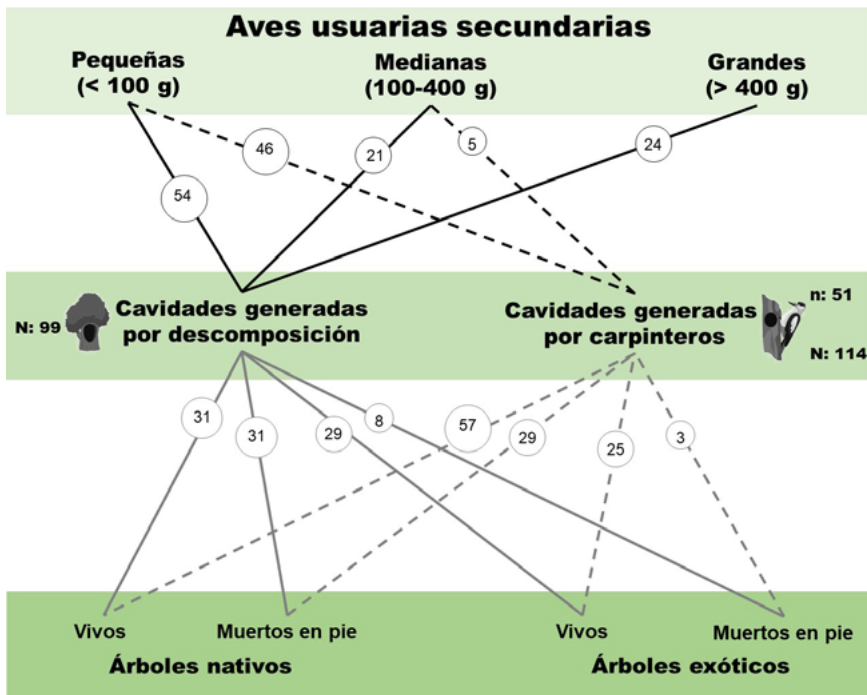 Aves usuarias secundarias
Pequeñas
(< 100 g)
Medianas
(100-400 g)
Grandes
(> 400 g)
46
21
5
24
54
N: 99
Cavidades generadas
por descomposición
Cavidades generadas
por carpinteros
n: 51
N: 114
31
31
29
8
57
29
25
3
Vivos
Muertos en pie
Vivos
Muertos en pie
Árboles nativos
Árboles exóticos